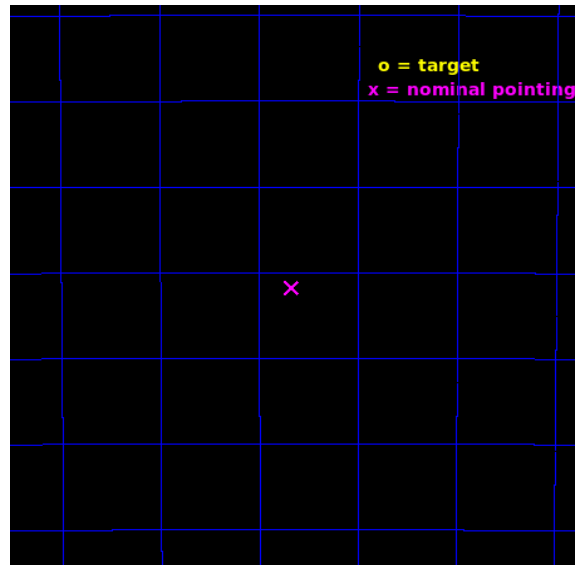 o = target
x = nominal pointing